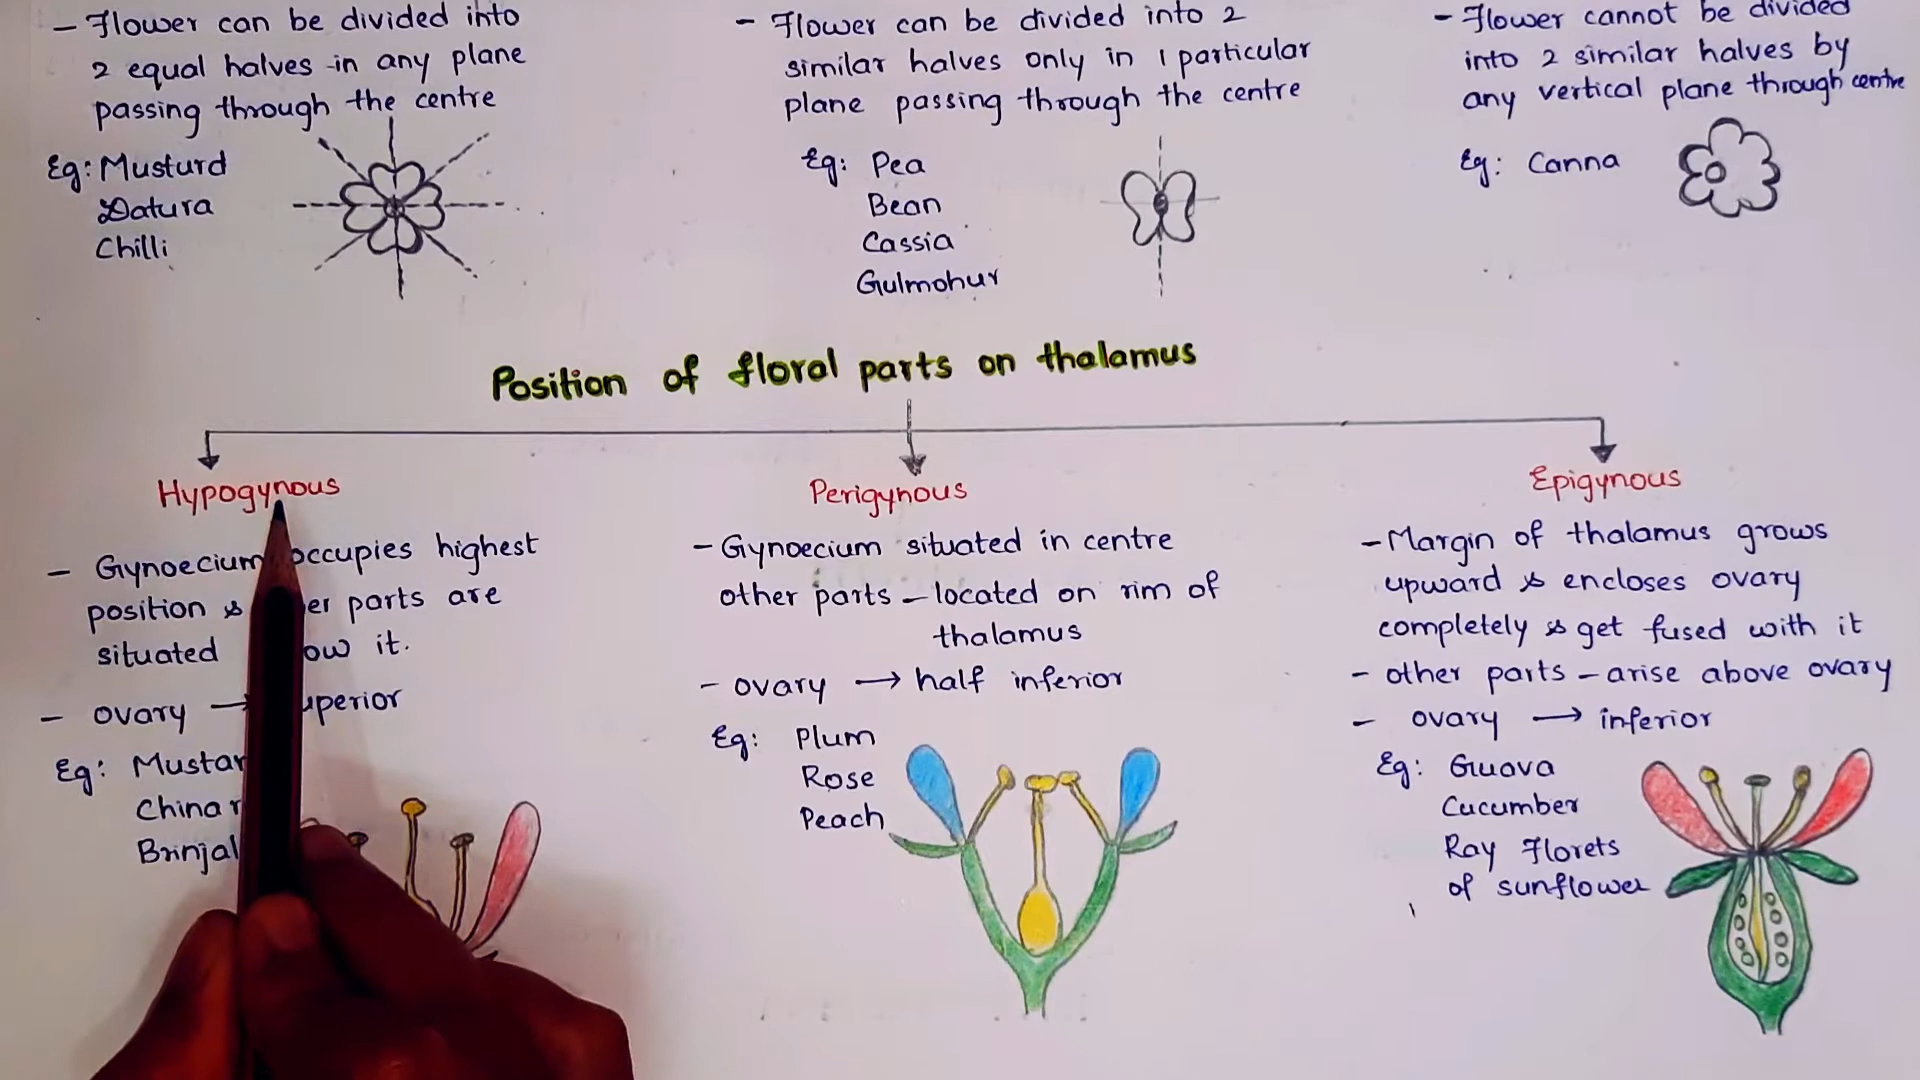 - Flower can be divided into
2 equal halves in any plane
passing through the centre
Eg: Musturd
Datura
Chilli
- Flower can be divided into 2
similar halves only in 1 particular
plane passing through the centre
Eg: Pea
Bean
Cassia
Gulmohur
- Flower cannot be divided
into 2 similar halves by
any vertical plane through centre
Eg: Canna
Position of floral parts on thalamus
Hypogynous
- Gynoecium occupies highest
position & parts are
situated it.
- ovary →
Eg:
China
Perigynous
- Gynoecium situated in centre
other parts - located on rim of
thalamus
- ovary → half inferior
Eg: Plum
Rose
Peach
Epigynous
- Margin of thalamus grows
upward & encloses ovary
completely & get fused with it
- other parts - arise above ovary
- ovary → inferior
Eg: Guava
Cucumber
Ray Florets
of sunflower